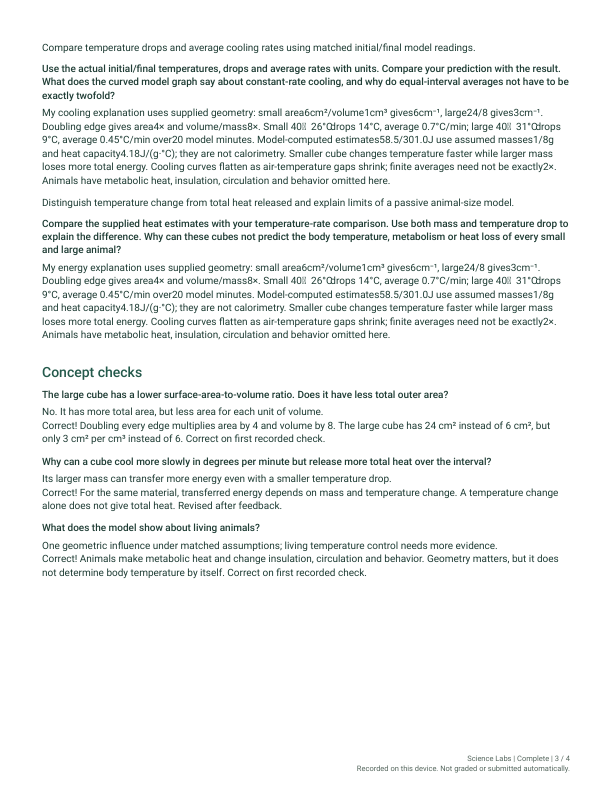 Compare temperature drops and average cooling rates using matched initial/final model readings.
Use the actual initial/final temperatures, drops and average rates with units. Compare your prediction with the result.
What does the curved model graph say about constant-rate cooling, and why do equal-interval averages not have to be
exactly twofold?
My cooling explanation uses supplied geometry: small area6cm²/volume1cm³ gives6cm⁻¹, large24/8 gives3cm⁻¹.
Doubling edge gives area4× and volume/mass8×. Small 40 26°C drops 14°C, average 0.7°C/min; large 40 31°C drops
9°C, average 0.45°C/min over20 model minutes. Model-computed estimates58.5/301.0J use assumed masses1/8g
and heat capacity4.18J/(g·°C); they are not calorimetry. Smaller cube changes temperature faster while larger mass
loses more total energy. Cooling curves flatten as air-temperature gaps shrink; finite averages need not be exactly2×.
Animals have metabolic heat, insulation, circulation and behavior omitted here.
Distinguish temperature change from total heat released and explain limits of a passive animal-size model.
Compare the supplied heat estimates with your temperature-rate comparison. Use both mass and temperature drop to
explain the difference. Why can these cubes not predict the body temperature, metabolism or heat loss of every small
and large animal?
My energy explanation uses supplied geometry: small area6cm²/volume1cm³ gives6cm⁻¹, large24/8 gives3cm⁻¹.
Doubling edge gives area4× and volume/mass8×. Small 40 26°C drops 14°C, average 0.7°C/min; large 40 31°C drops
9°C, average 0.45°C/min over20 model minutes. Model-computed estimates58.5/301.0J use assumed masses1/8g
and heat capacity4.18J/(g·°C); they are not calorimetry. Smaller cube changes temperature faster while larger mass
loses more total energy. Cooling curves flatten as air-temperature gaps shrink; finite averages need not be exactly2×.
Animals have metabolic heat, insulation, circulation and behavior omitted here.
Concept checks
The large cube has a lower surface-area-to-volume ratio. Does it have less total outer area?
No. It has more total area, but less area for each unit of volume.
Correct! Doubling every edge multiplies area by 4 and volume by 8. The large cube has 24 cm² instead of 6 cm², but
only 3 cm² per cm³ instead of 6. Correct on first recorded check.
Why can a cube cool more slowly in degrees per minute but release more total heat over the interval?
Its larger mass can transfer more energy even with a smaller temperature drop.
Correct! For the same material, transferred energy depends on mass and temperature change. A temperature change
alone does not give total heat. Revised after feedback.
What does the model show about living animals?
One geometric influence under matched assumptions; living temperature control needs more evidence.
Correct! Animals make metabolic heat and change insulation, circulation and behavior. Geometry matters, but it does
not determine body temperature by itself. Correct on first recorded check.
Science Labs | Complete | 3 / 4
Recorded on this device. Not graded or submitted automatically.